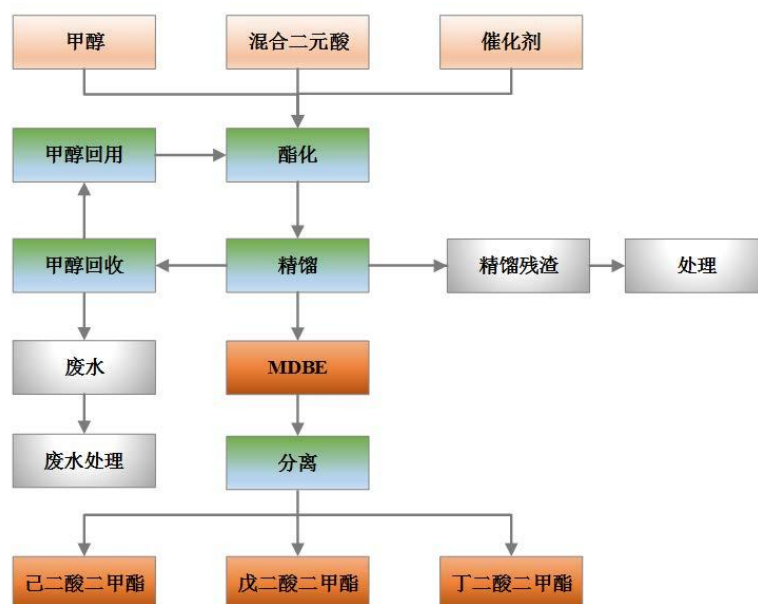 甲醇
混合二元酸
催化剂
甲醇回用
酯化
甲醇回收
精馏
精馏残渣
处理
废水
MDBE
废水处理
分离
己二酸二甲酯
戊二酸二甲酯
丁二酸二甲酯